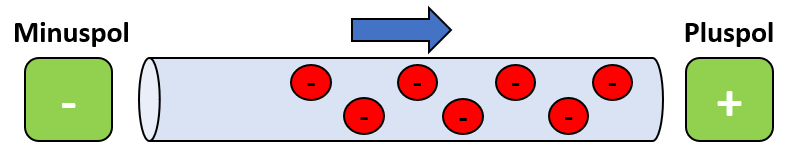 Minuspol
Pluspol
-
- - - -
- - -
+